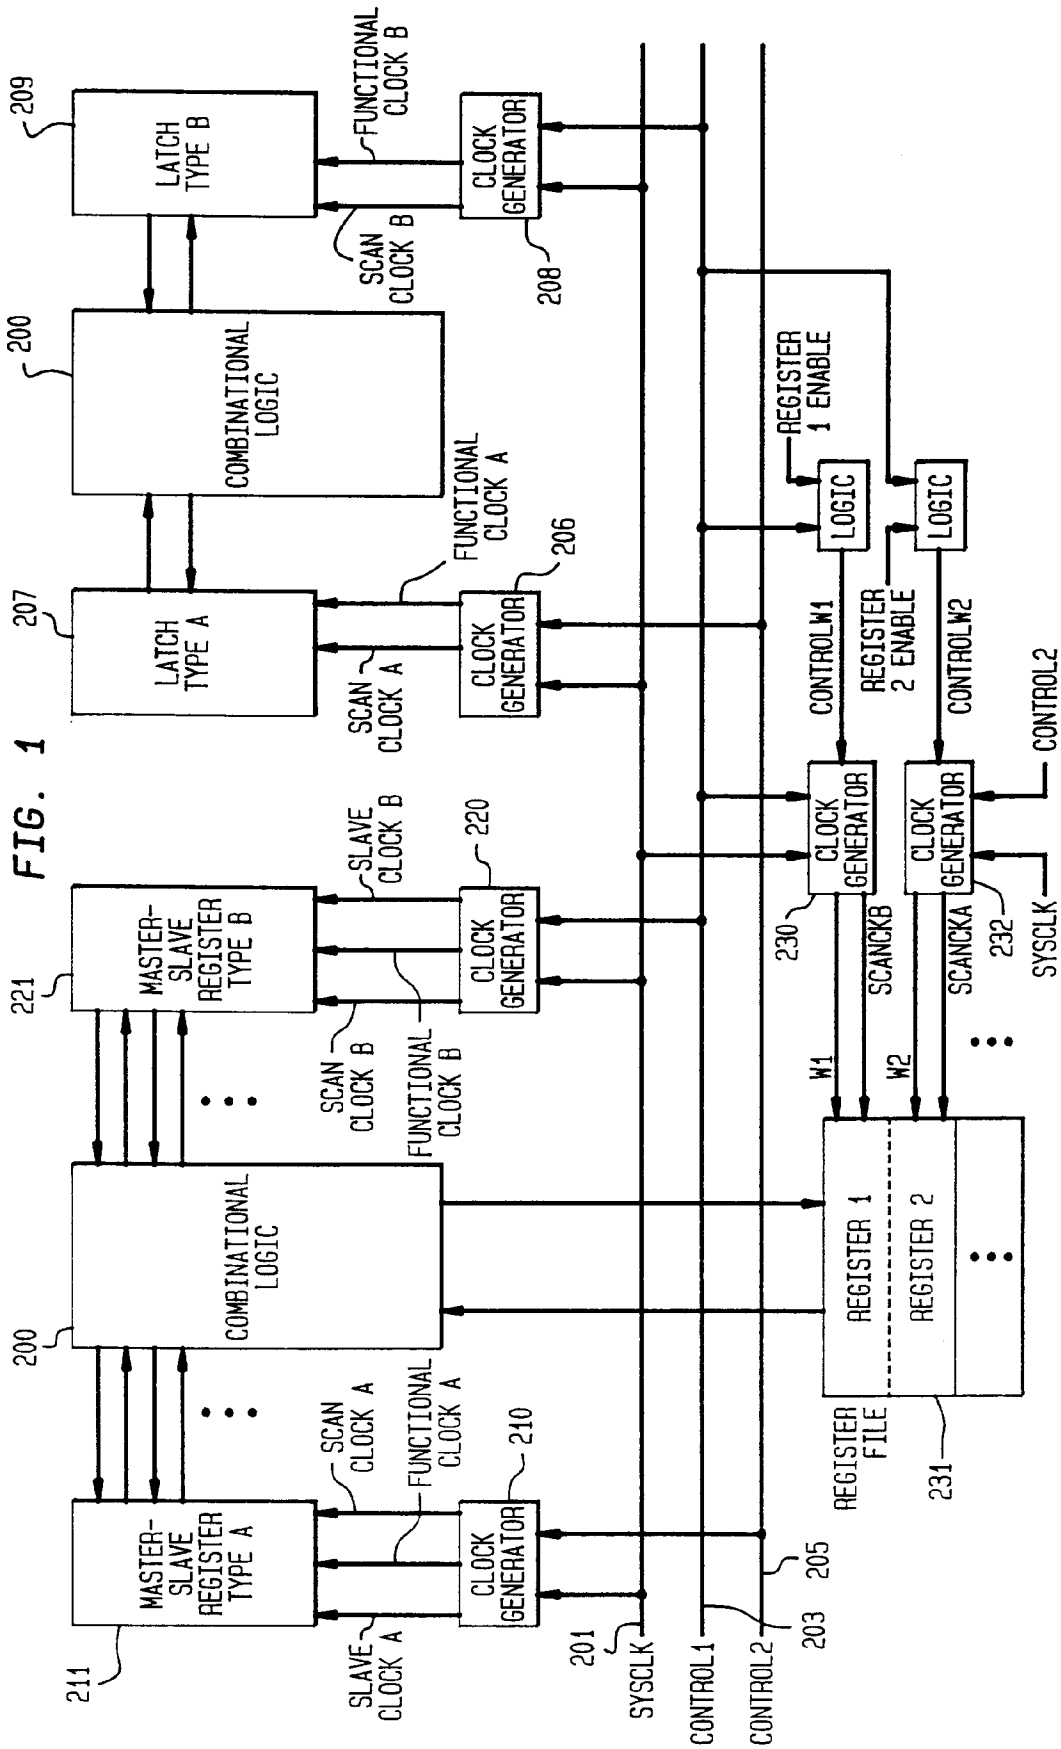 FIG. 1
211
MASTER-
SLAVE
REGISTER
TYPE A
200
COMBINATIONAL
LOGIC
221
MASTER-
SLAVE
REGISTER
TYPE B
207
LATCH
TYPE A
200
COMBINATIONAL
LOGIC
209
LATCH
TYPE B
SLAVE
CLOCK A
SCAN
CLOCK A
FUNCTIONAL
CLOCK A
SCAN
CLOCK B
FUNCTIONAL
CLOCK B
SLAVE
CLOCK B
SCAN
CLOCK A
FUNCTIONAL
CLOCK A
SCAN
CLOCK B
FUNCTIONAL
CLOCK B
CLOCK
GENERATOR
210
CLOCK
GENERATOR
220
CLOCK
GENERATOR
206
CLOCK
GENERATOR
208
201
SYSCLK
CONTROL1
203
CONTROL2
205
REGISTER
FILE
231
REGISTER 1
REGISTER 2
W1
SCANCKB
W2
SCANCKA
230
CLOCK
GENERATOR
CLOCK
GENERATOR
232
SYSCLK
CONTROL2
CONTROLW1
REGISTER
2 ENABLE
CONTROLW2
LOGIC
LOGIC
REGISTER
1 ENABLE